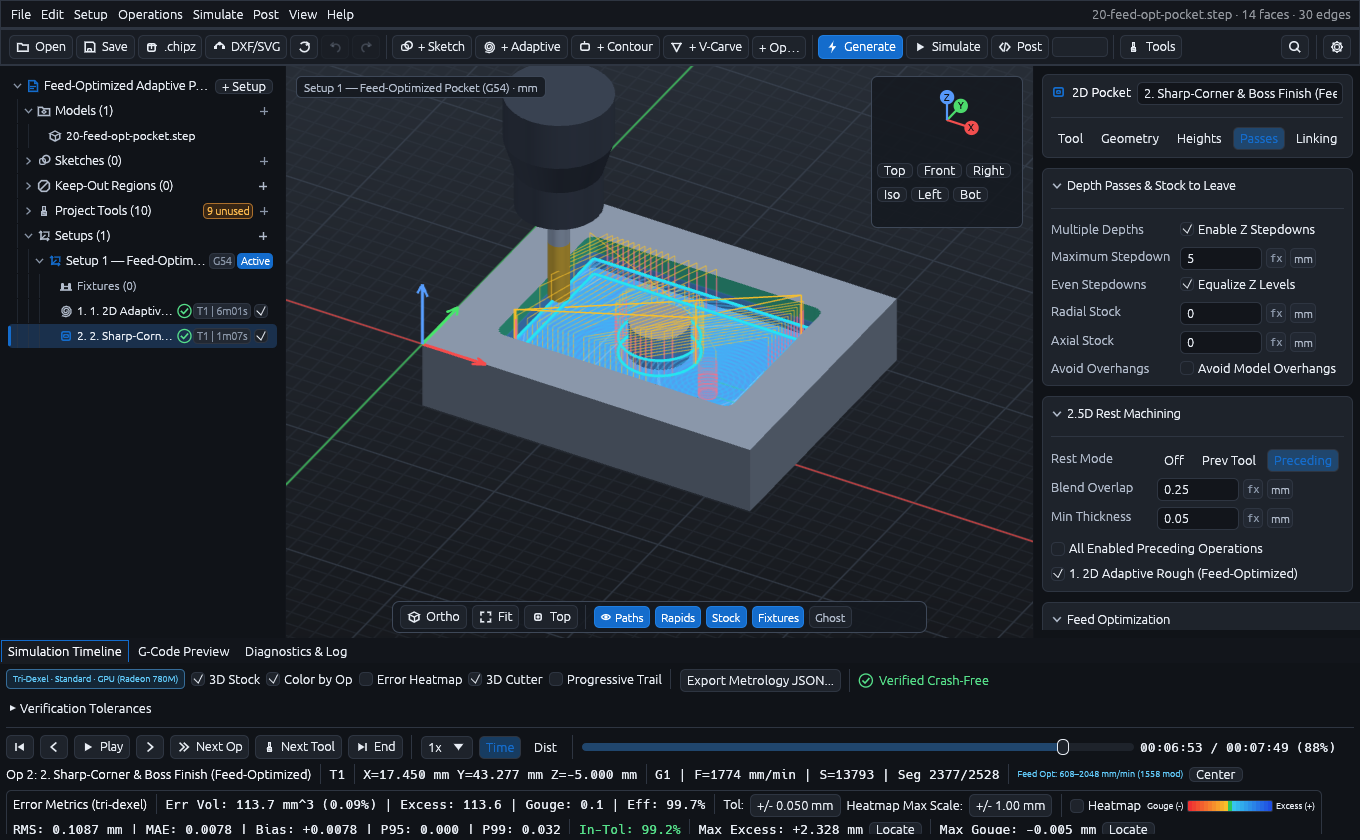 File Edit Setup Operations Simulate Post View Help
20-feed-opt-pocket.step · 14 faces · 30 edges
Open Save .chipz DXF/SVG + Sketch + Adaptive + Contour + V-Carve + Op... Generate Simulate Post Tools
Feed-Optimized Adaptive P... + Setup
Models (1) +
20-feed-opt-pocket.step
Sketches (0) +
Keep-Out Regions (0) +
Project Tools (10) 9 unused +
Setups (1) +
Setup 1 — Feed-Optim... G54 Active
Fixtures (0)
1. 1. 2D Adaptiv... T1 | 6m01s
2. 2. Sharp-Corn... T1 | 1m07s
Setup 1 — Feed-Optimized Pocket (G54) · mm
Z
Y
X
Top Front Right
Iso Left Bot
Ortho Fit Top Paths Rapids Stock Fixtures Ghost
2D Pocket 2. Sharp-Corner & Boss Finish (Fee
Tool Geometry Heights Passes Linking
Depth Passes & Stock to Leave
Multiple Depths Enable Z Stepdowns
Maximum Stepdown 5 fx mm
Even Stepdowns Equalize Z Levels
Radial Stock 0 fx mm
Axial Stock 0 fx mm
Avoid Overhangs Avoid Model Overhangs
2.5D Rest Machining
Rest Mode Off Prev Tool Preceding
Blend Overlap 0.25 fx mm
Min Thickness 0.05 fx mm
All Enabled Preceding Operations
1. 2D Adaptive Rough (Feed-Optimized)
Feed Optimization
Simulation Timeline G-Code Preview Diagnostics & Log
Tri-Dexel · Standard · GPU (Radeon 780M) 3D Stock Color by Op Error Heatmap 3D Cutter Progressive Trail Export Metrology JSON... Verified Crash-Free
Verification Tolerances
Play Next Op Next Tool End 1x Time Dist 00:06:53 / 00:07:49 (88%)
Op 2: 2. Sharp-Corner & Boss Finish (Feed-Optimized) T1 X=17.450 mm Y=43.277 mm Z=-5.000 mm G1 | F=1774 mm/min | S=13793 | Seg 2377/2528 Feed Opt: 608–2048 mm/min (1558 mod) Center
Error Metrics (tri-dexel) Err Vol: 113.7 mm^3 (0.09%) | Excess: 113.6 | Gouge: 0.1 | Eff: 99.7% Tol: +/- 0.050 mm Heatmap Max Scale: +/- 1.00 mm Heatmap Gouge (-) Excess (+)
RMS: 0.1087 mm | MAE: 0.0078 | Bias: +0.0078 | P95: 0.000 | P99: 0.032 In-Tol: 99.2% Max Excess: +2.328 mm Locate Max Gouge: -0.005 mm Locate